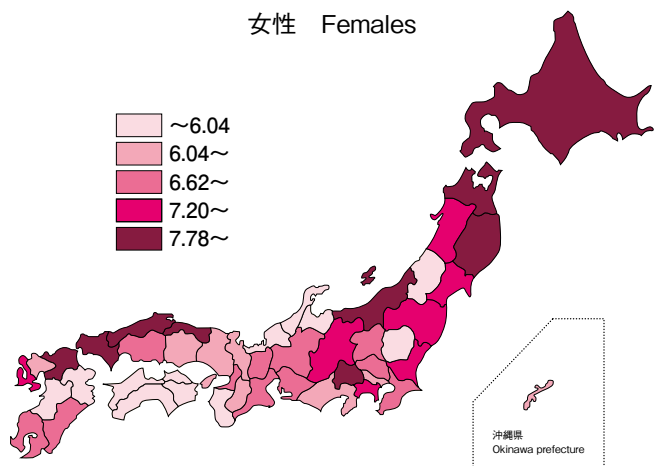 女性　Females
～6.04
6.04～
6.62～
7.20～
7.78～
沖縄県
Okinawa prefecture